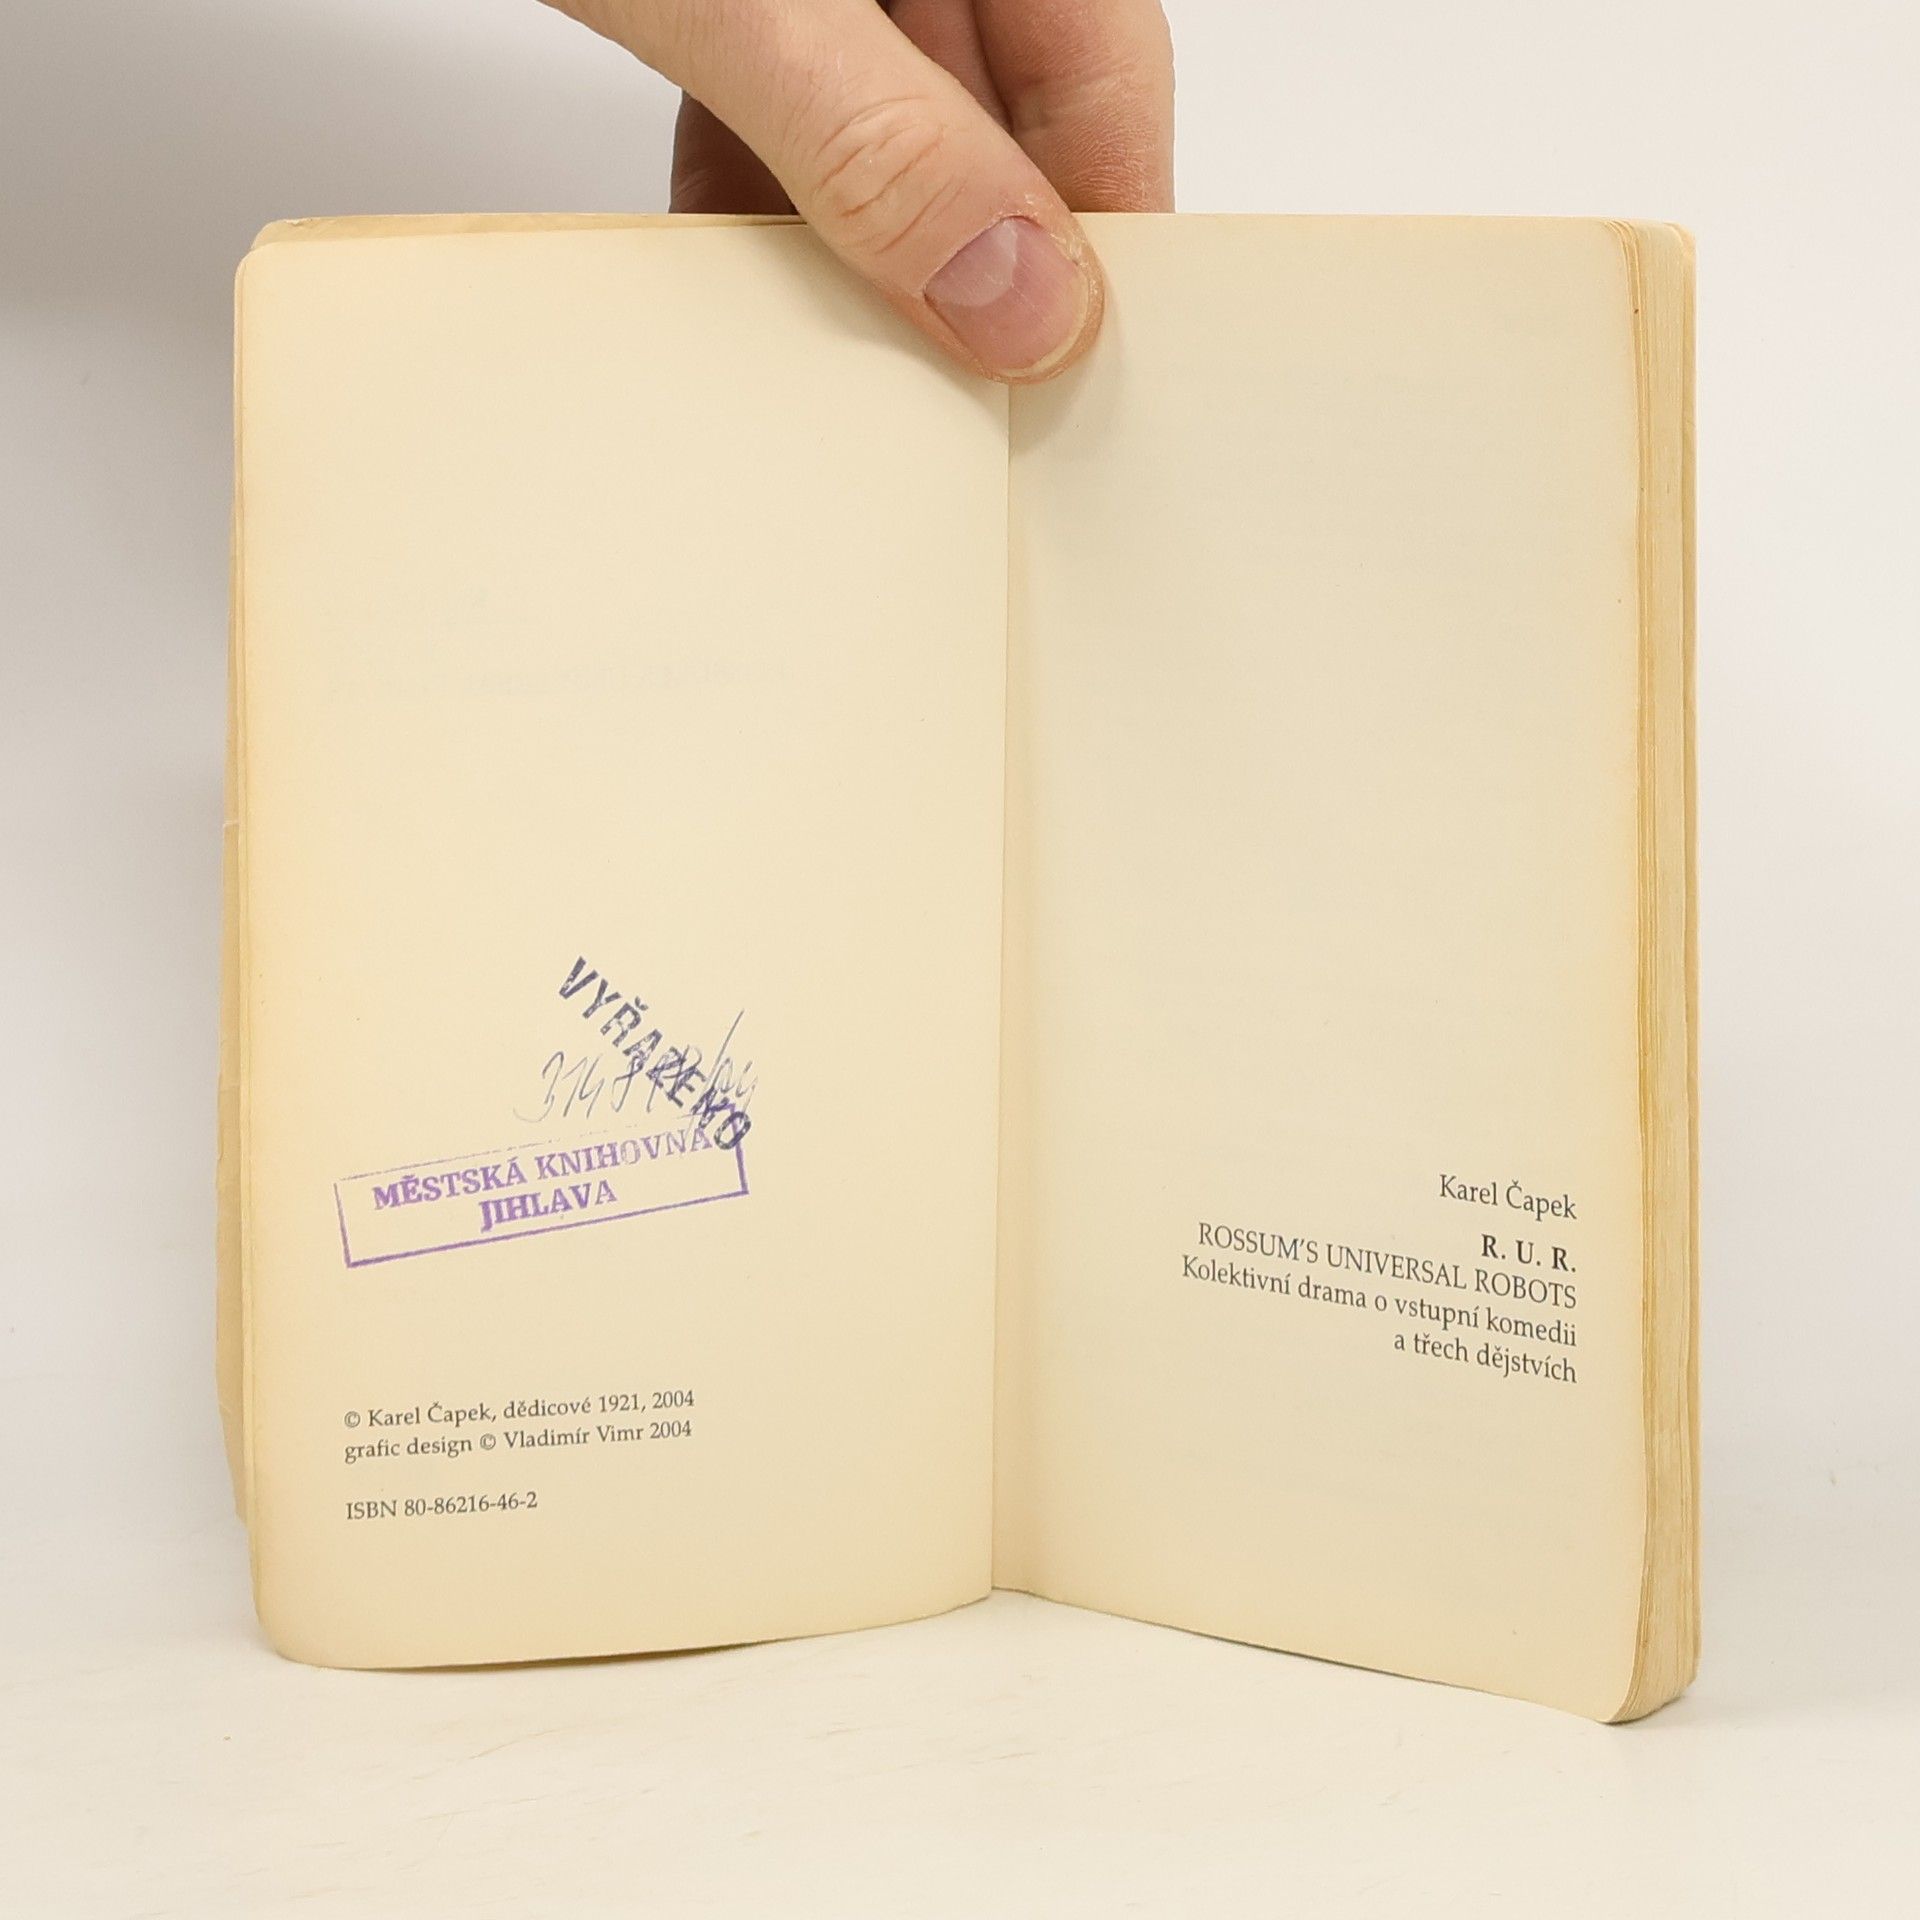 VYŘAZENO
MĚSTSKÁ KNIHOVNA
JIHLAVA
© Karel Čapek, dědicové 1921, 2004
grafic design © Vladimír Vimr 2004
ISBN 80-86216-46-2
Karel Čapek
R. U. R.
ROSSUM'S UNIVERSAL ROBOTS
Kolektivní drama o vstupní komedii
a třech dějstvích